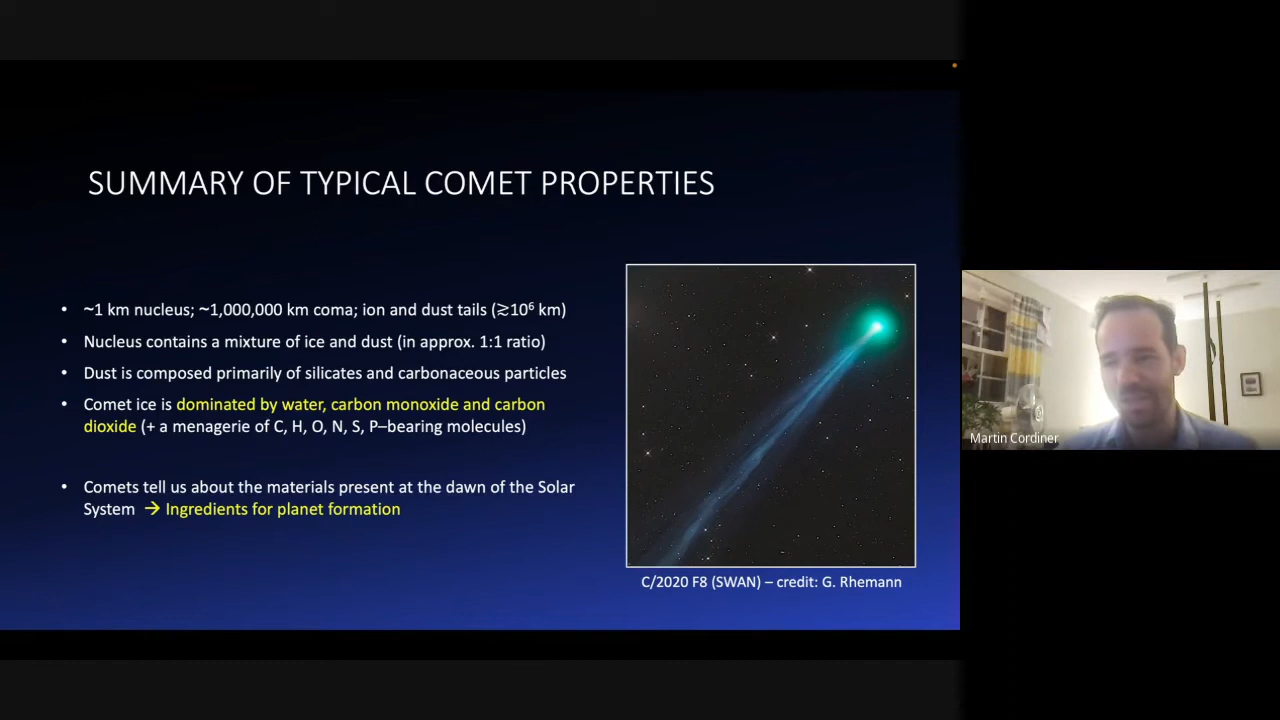 SUMMARY OF TYPICAL COMET PROPERTIES
• ~1 km nucleus; ~1,000,000 km coma; ion and dust tails (≳10⁶ km)
• Nucleus contains a mixture of ice and dust (in approx. 1:1 ratio)
• Dust is composed primarily of silicates and carbonaceous particles
• Comet ice is dominated by water, carbon monoxide and carbon
dioxide (+ a menagerie of C, H, O, N, S, P–bearing molecules)
• Comets tell us about the materials present at the dawn of the Solar
System → Ingredients for planet formation
C/2020 F8 (SWAN) – credit: G. Rhemann
Martin Cordiner